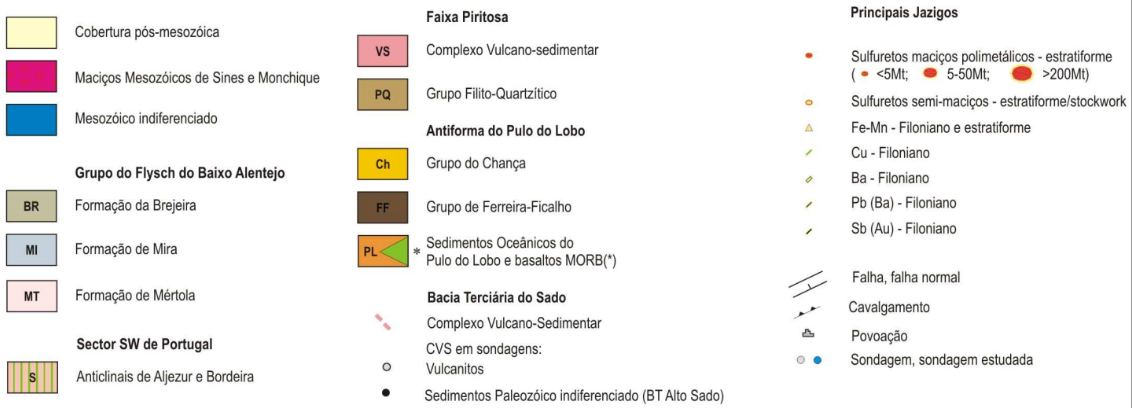 Cobertura pós-mesozóica
Maciços Mesozóicos de Sines e Monchique
Mesozóico indiferenciado
Grupo do Flysch do Baixo Alentejo
BR Formação da Brejeira
MI Formação de Mira
MT Formação de Mértola
Sector SW de Portugal
S Anticlinais de Aljezur e Bordeira
Faixa Piritosa
VS Complexo Vulcano-sedimentar
PQ Grupo Filito-Quartzítico
Antiforma do Pulo do Lobo
Ch Grupo do Chança
FF Grupo de Ferreira-Ficalho
PL * Sedimentos Oceânicos do
Pulo do Lobo e basaltos MORB(*)
Bacia Terciária do Sado
Complexo Vulcano-Sedimentar
CVS em sondagens:
Vulcanitos
Sedimentos Paleozóico indiferenciado (BT Alto Sado)
Principais Jazigos
Sulfuretos maciços polimetálicos - estratiforme
( <5Mt; 5-50Mt; >200Mt)
Sulfuretos semi-maciços - estratiforme/stockwork
Fe-Mn - Filoniano e estratiforme
Cu - Filoniano
Ba - Filoniano
Pb (Ba) - Filoniano
Sb (Au) - Filoniano
Falha, falha normal
Cavalgamento
Povoação
Sondagem, sondagem estudada